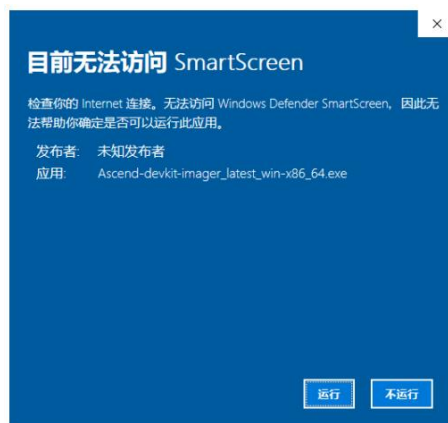 目前无法访问 SmartScreen
检查你的 Internet 连接。无法访问 Windows Defender SmartScreen，因此无
法帮助你确定是否可以运行此应用。
发布者: 未知发布者
应用: Ascend-devkit-imager_latest_win-x86_64.exe
运行 不运行